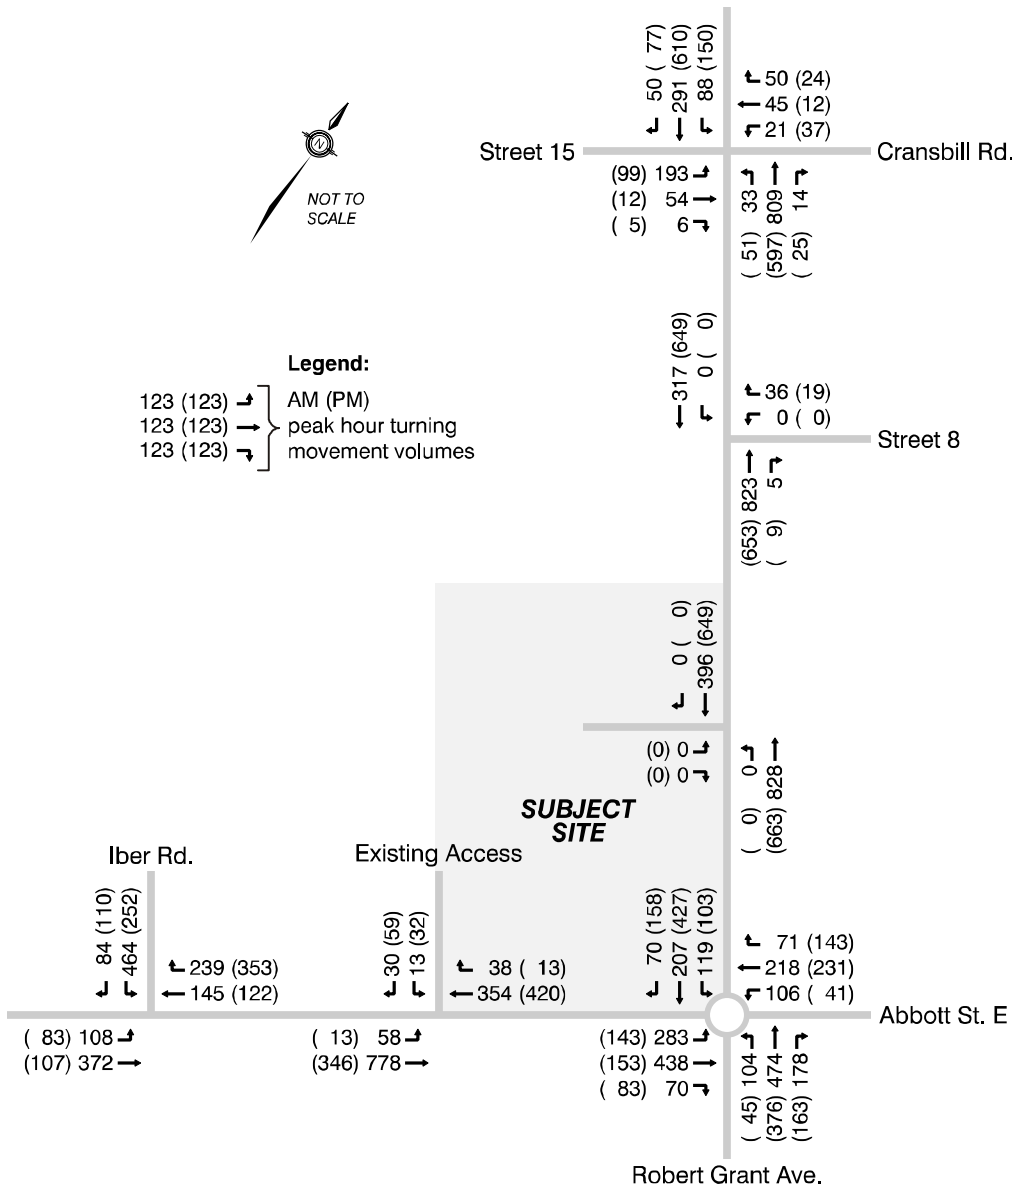 50 ( 77)
291 (610)
88 (150)
50 (24)
45 (12)
21 (37)
Street 15
Cransbill Rd.
(99) 193
(12) 54
( 5) 6
( 51) 33
(597) 809
( 25) 14
N
NOT TO
SCALE
317 (649)
0 ( 0)
36 (19)
0 ( 0)
Street 8
(653) 823
( 9) 5
Legend:
123 (123)
123 (123)
123 (123)
AM (PM)
peak hour turning
movement volumes
0 ( 0)
396 (649)
(0) 0
(0) 0
( 0) 0
(663) 828
SUBJECT
SITE
Iber Rd.
Existing Access
84 (110)
464 (252)
239 (353)
145 (122)
30 (59)
13 (32)
38 ( 13)
354 (420)
70 (158)
207 (427)
119 (103)
71 (143)
218 (231)
106 ( 41)
Abbott St. E
( 83) 108
(107) 372
( 13) 58
(346) 778
(143) 283
(153) 438
( 83) 70
( 45) 104
(376) 474
(163) 178
Robert Grant Ave.